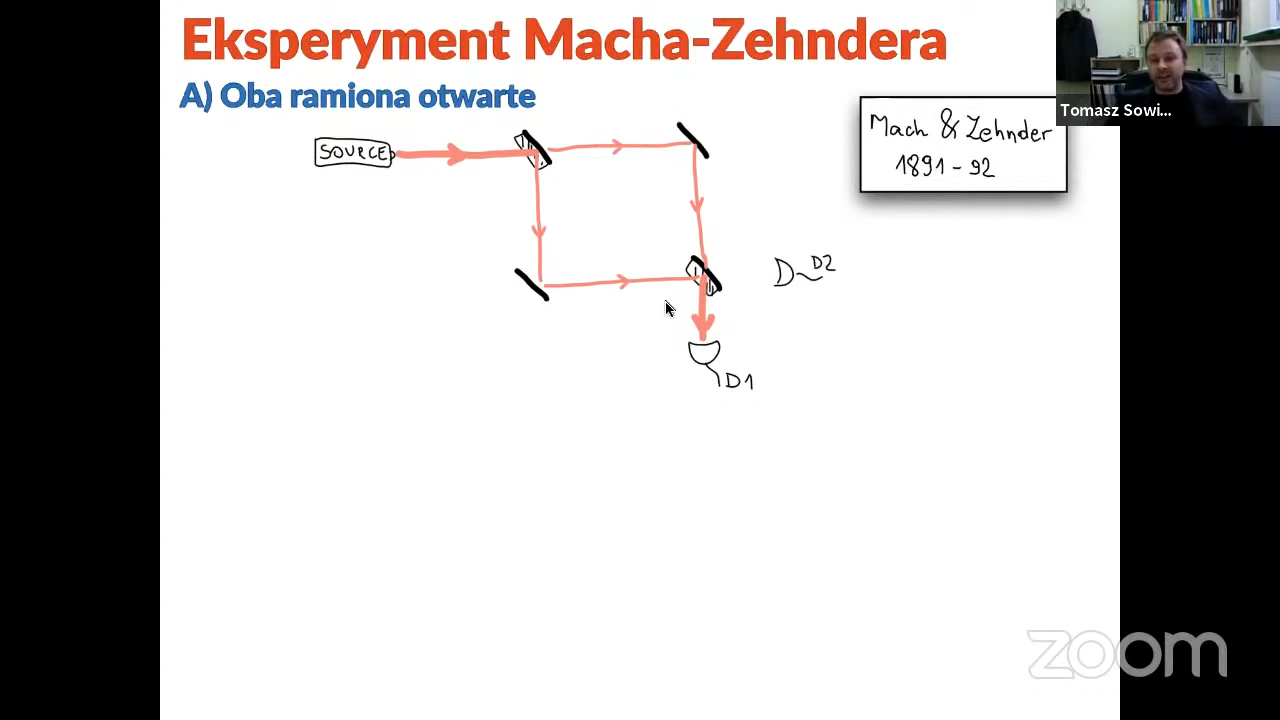 Eksperyment Macha-Zehndera
A) Oba ramiona otwarte
Tomasz Sowi...
Mach & Zehnder
1891 - 92
SOURCE
D2
D1
zoom